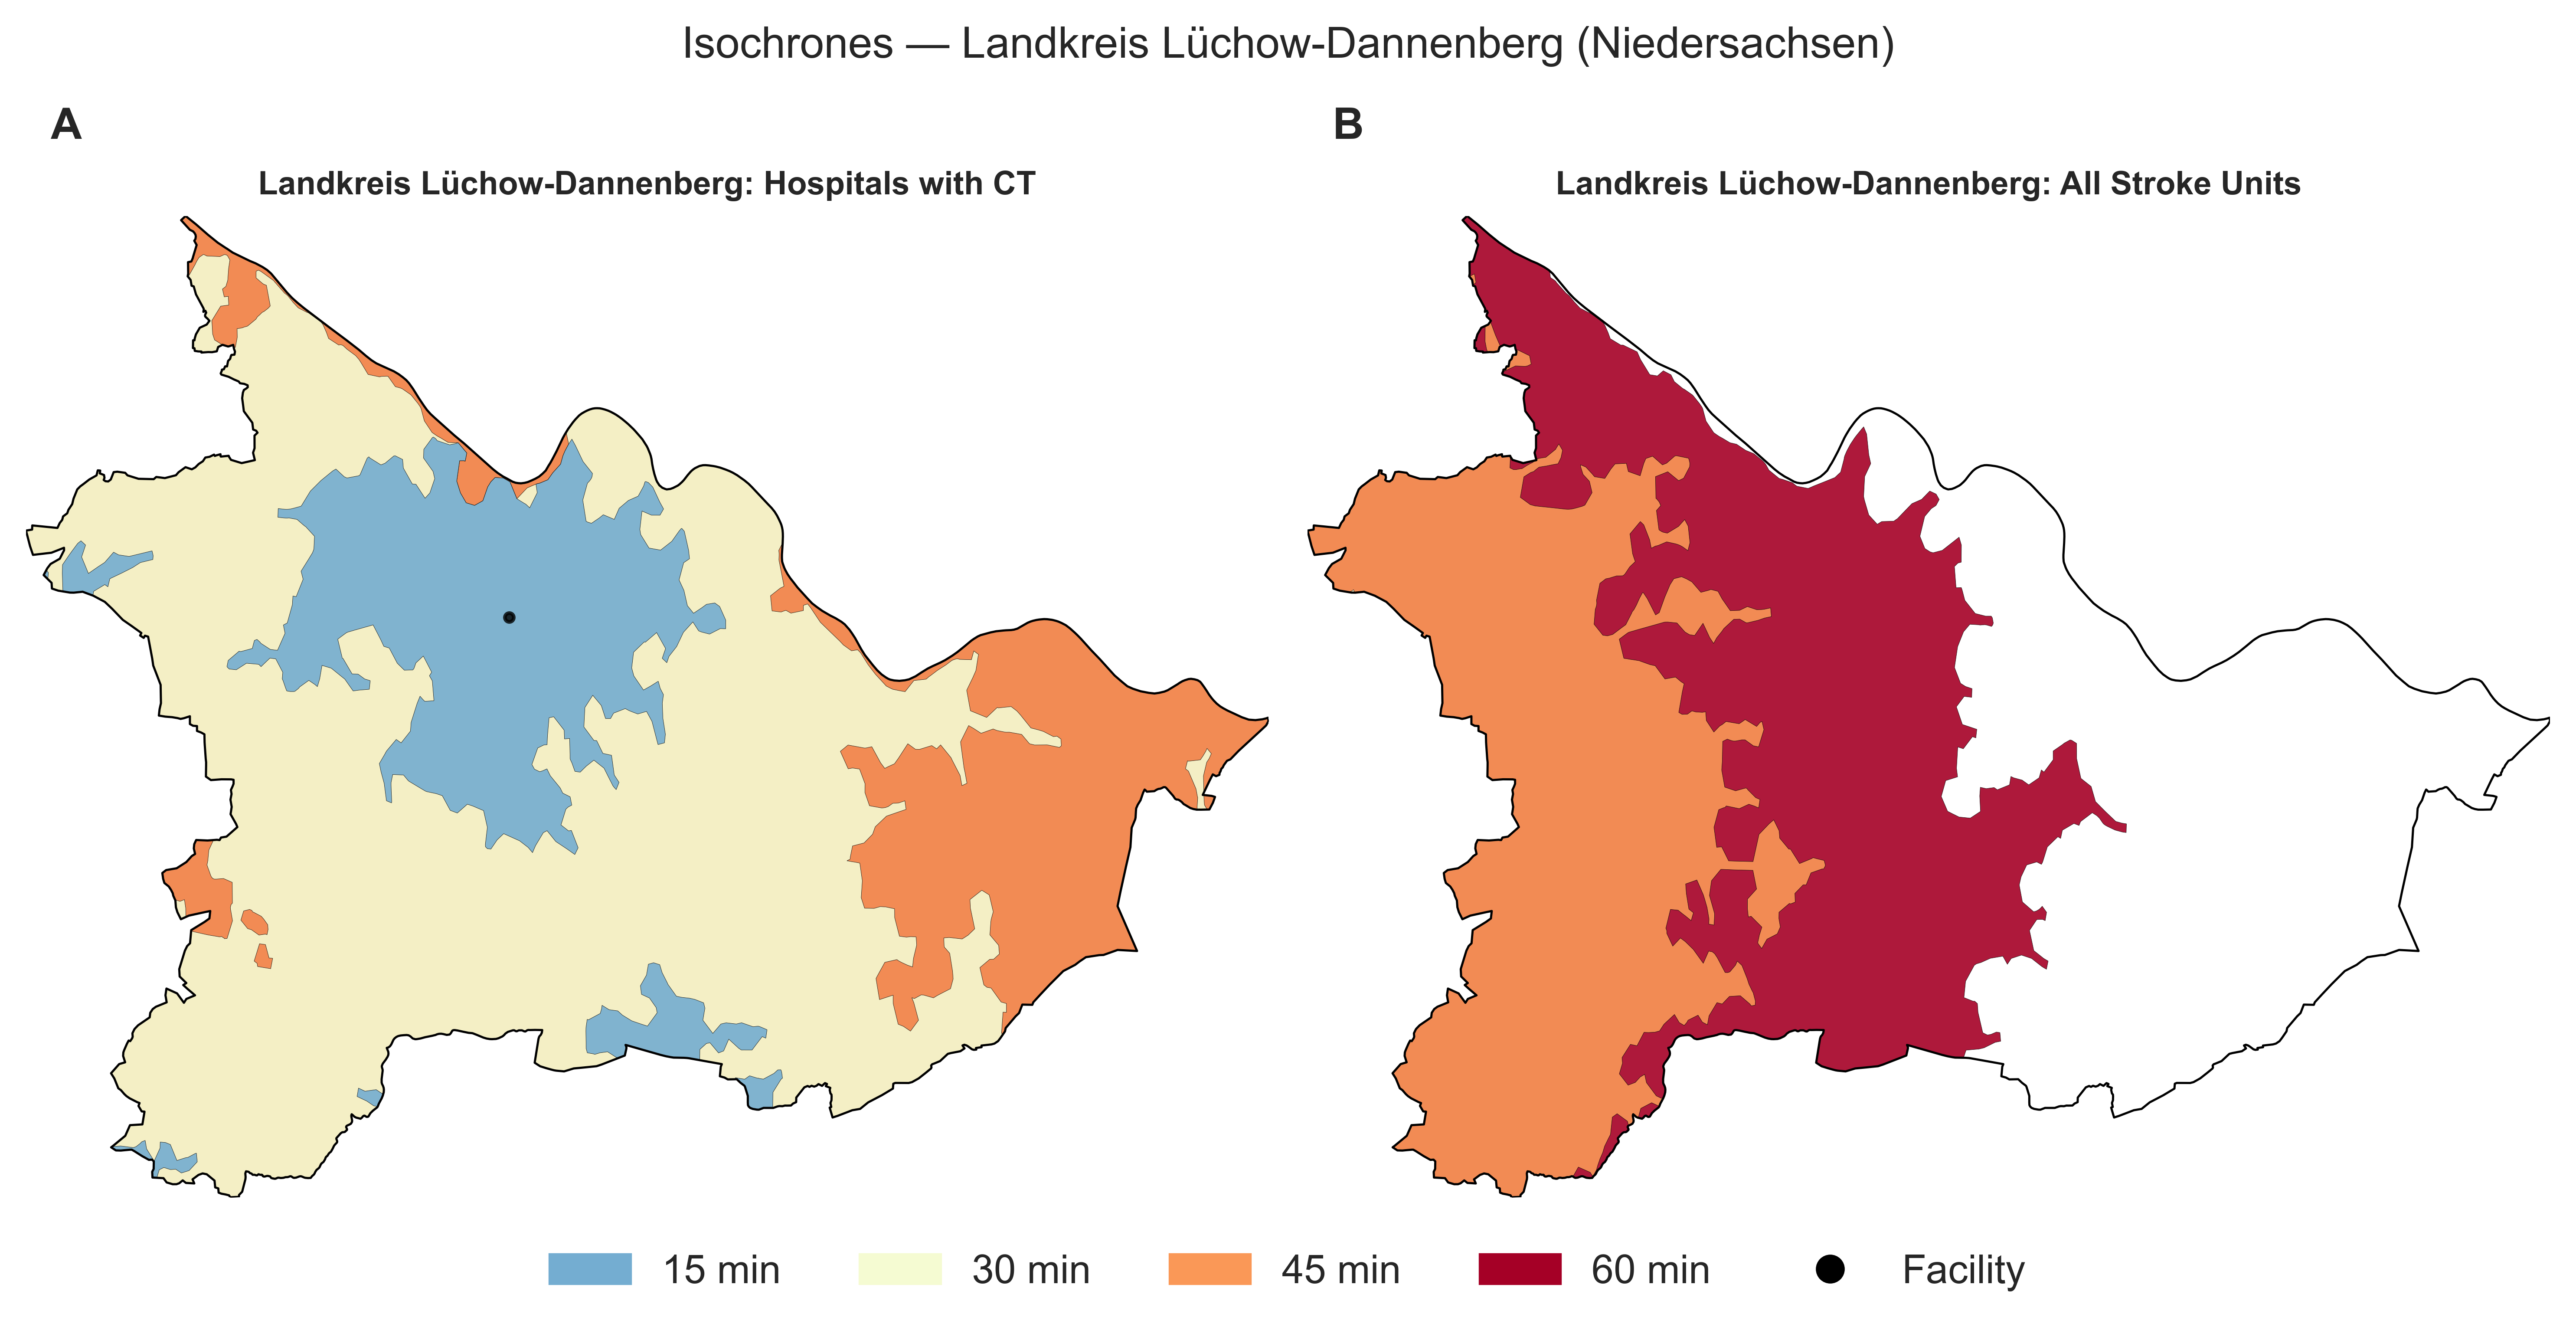 Isochrones — Landkreis Lüchow-Dannenberg (Niedersachsen)
A
B
Landkreis Lüchow-Dannenberg: Hospitals with CT
Landkreis Lüchow-Dannenberg: All Stroke Units
15 min
30 min
45 min
60 min
Facility